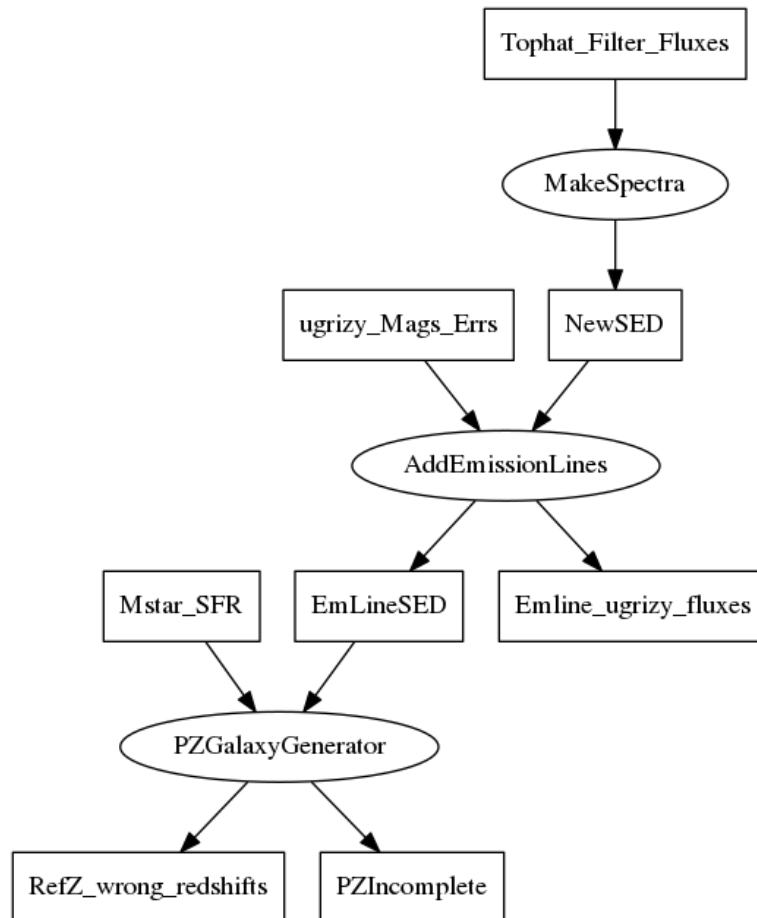 Tophat_Filter_Fluxes
MakeSpectra
ugrizy_Mags_Errs
NewSED
AddEmissionLines
Mstar_SFR
EmLineSED
Emline_ugrizy_fluxes
PZGalaxyGenerator
RefZ_wrong_redshifts
PZIncomplete